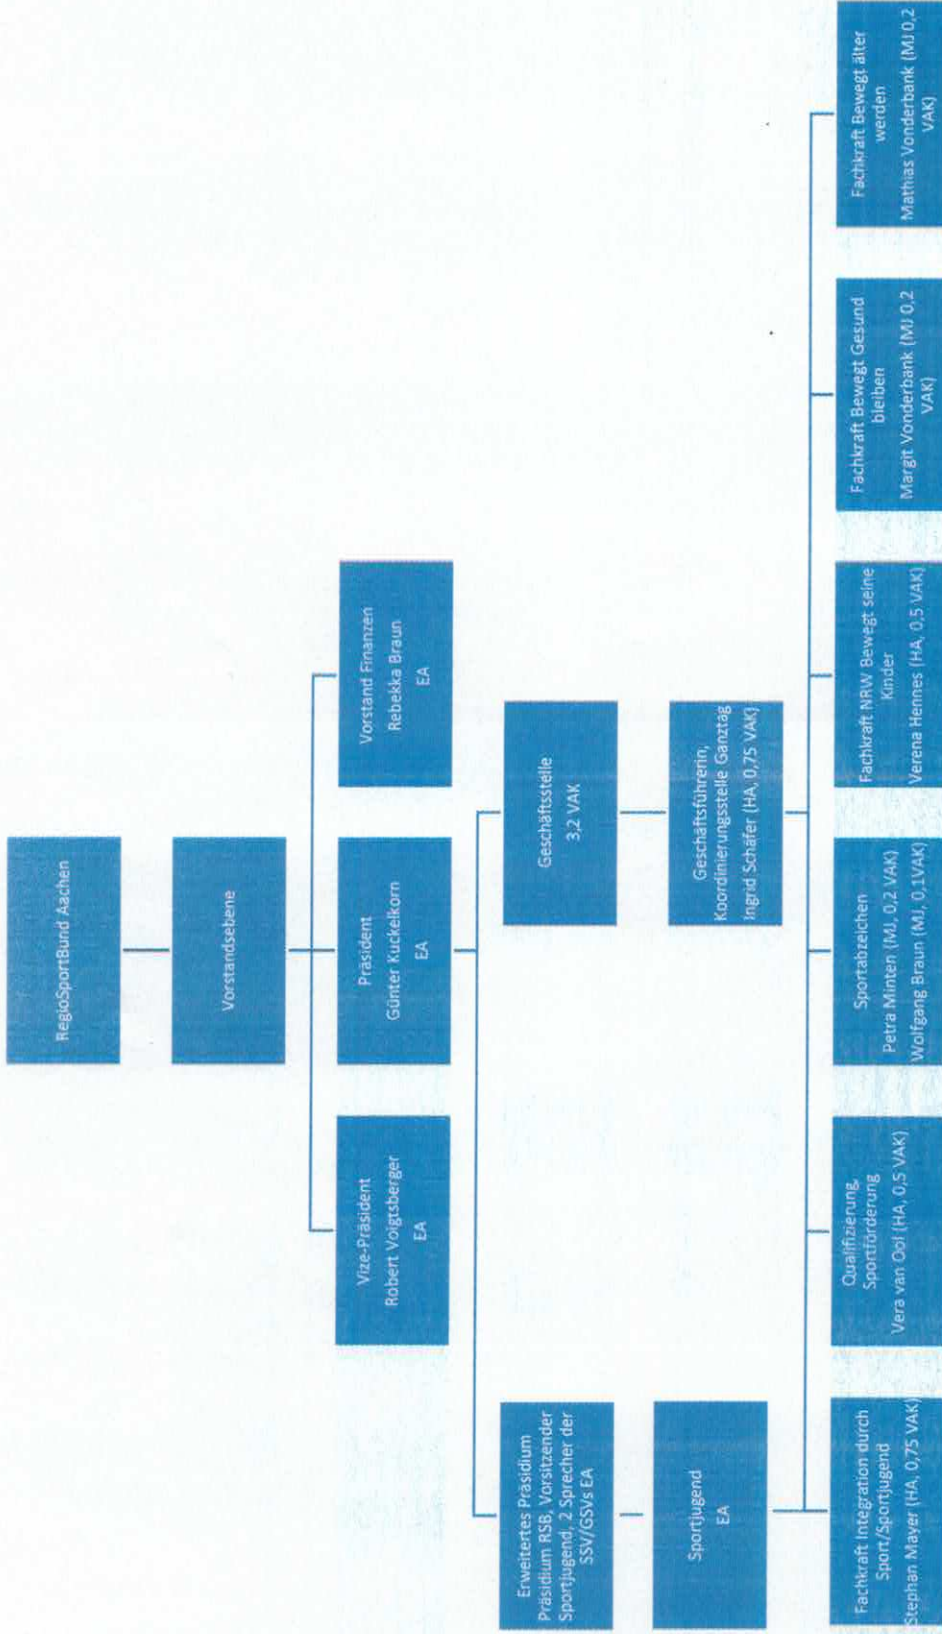 RegioSportBund Aachen
Vorstandsebene
Vize-Präsident
Robert Voigtsberger
EA
Präsident
Günter Kuckelkorn
EA
Vorstand Finanzen
Rebekka Braun
EA
Erweitertes Präsidium
Präsidium RSB, Vorsitzender
Sportjugend, 2 Sprecher der
SSV/GSVs EA
Geschäftsstelle
3,2 VAK
Sportjugend
EA
Geschäftsführerin,
Koordinierungsstelle Ganztag
Ingrid Schäfer (HA, 0,75 VAK)
Fachkraft Integration durch
Sport/Sportjugend
Stephan Mayer (HA, 0,75 VAK)
Qualifizierung,
Sportförderung
Vera van Ool (HA, 0,5 VAK)
Sportabzeichen
Petra Minten (MJ, 0,2 VAK)
Wolfgang Braun (MJ, 0,1VAK)
Fachkraft NRW Bewegt seine
Kinder
Verena Hennes (HA, 0,5 VAK)
Fachkraft Bewegt Gesund
bleiben
Margit Vonderbank (MJ 0,2
VAK)
Fachkraft Bewegt älter
werden
Mathias Vonderbank (MJ 0,2
VAK)